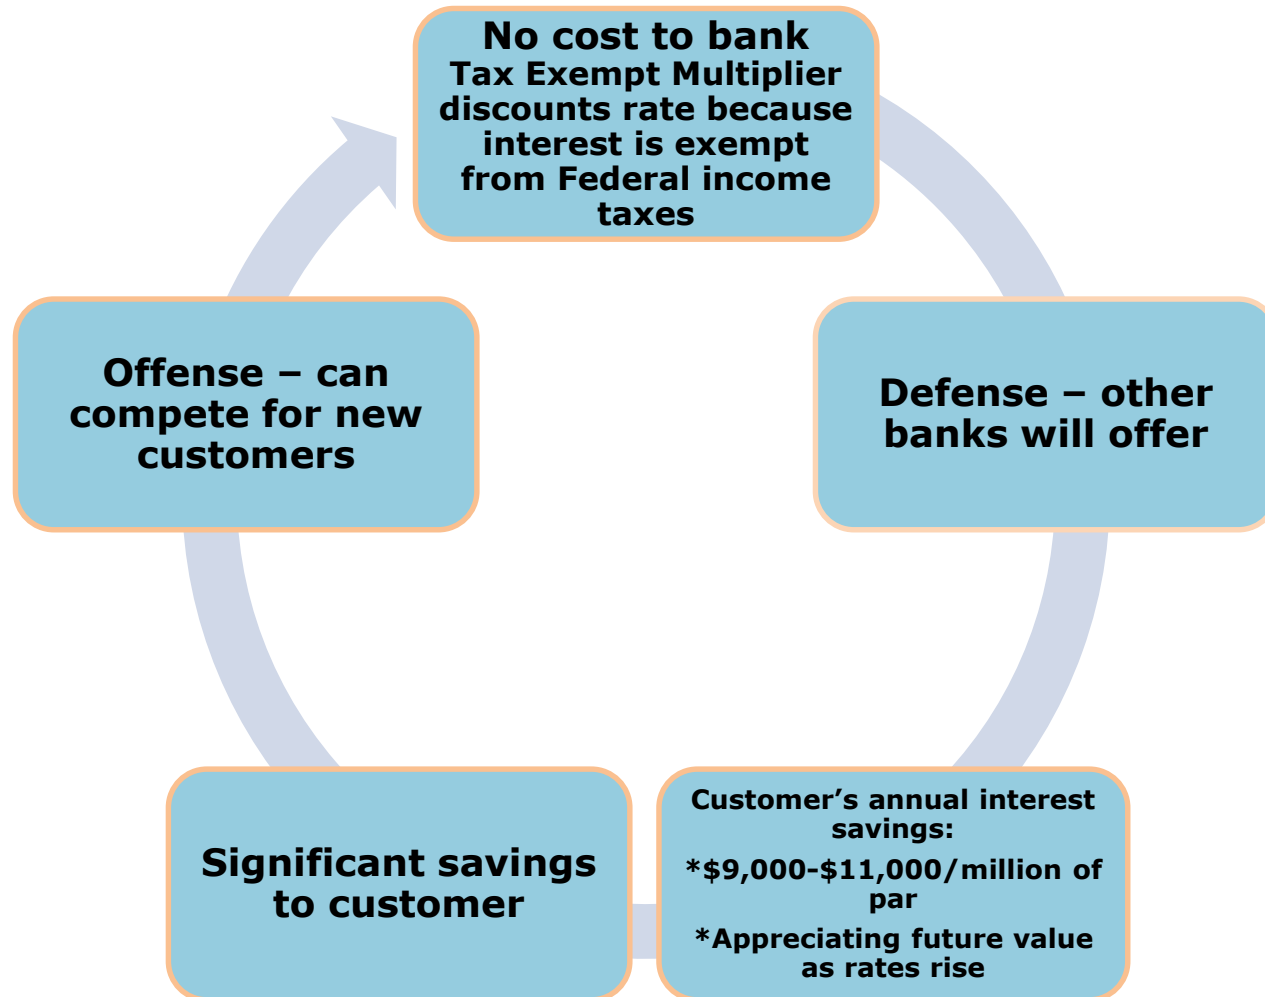 No cost to bank
Tax Exempt Multiplier
discounts rate because
interest is exempt
from Federal income
taxes
Defense – other
banks will offer
Customer’s annual interest
savings:
*$9,000-$11,000/million of
par
*Appreciating future value
as rates rise
Significant savings
to customer
Offense – can
compete for new
customers